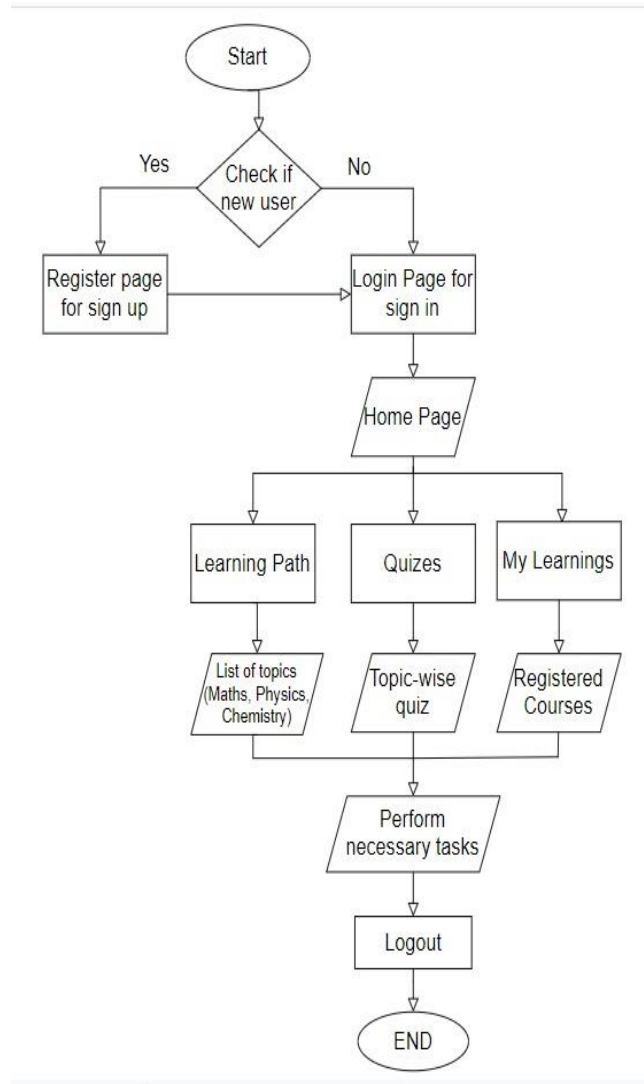 Start
Check if
new user
Yes
No
Register page
for sign up
Login Page for
sign in
Home Page
Learning Path
Quizes
My Learnings
List of topics
(Maths, Physics,
Chemistry)
Topic-wise
quiz
Registered
Courses
Perform
necessary tasks
Logout
END